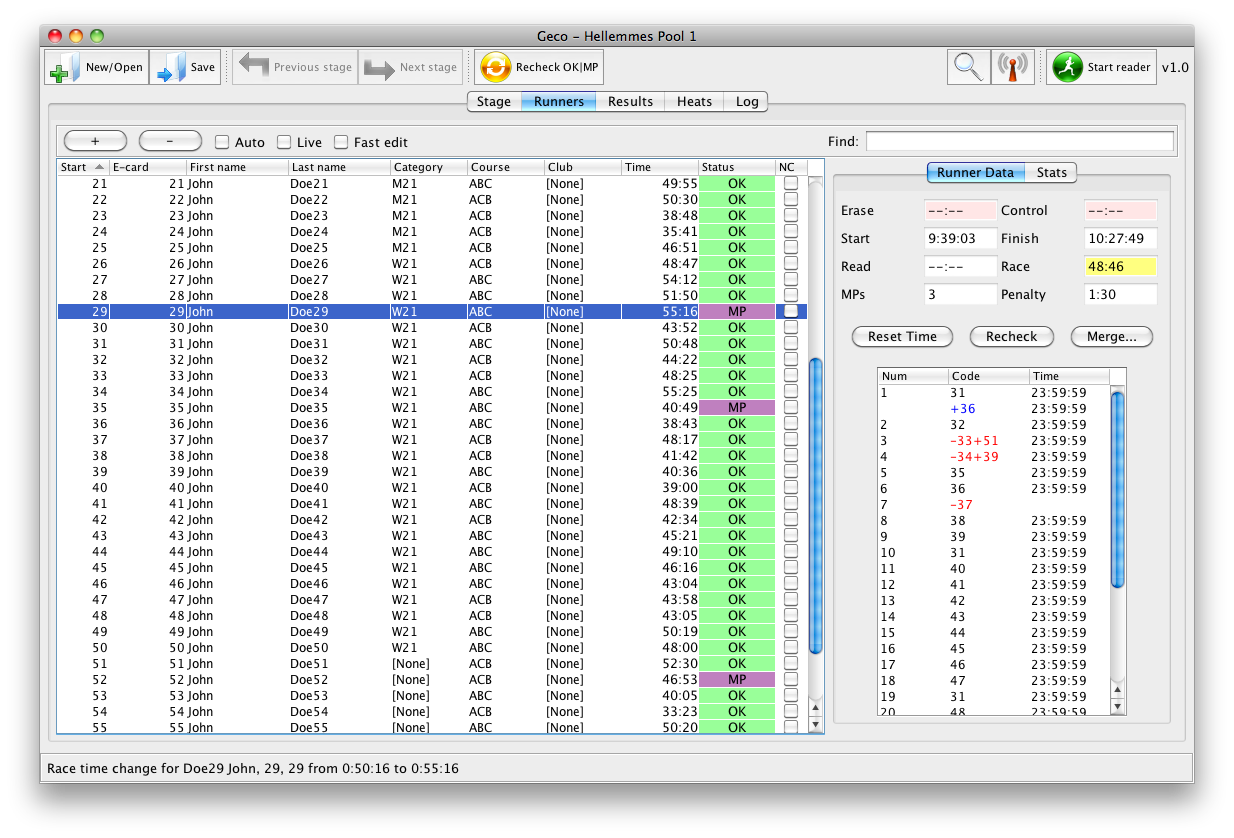 Geco – Hellemmes Pool 1
New/Open Save Previous stage Next stage Recheck OK|MP Start reader v1.0
Stage Runners Results Heats Log
+ – Auto Live Fast edit Find:
Start E-card First name Last name Category Course Club Time Status NC
21 21 John Doe21 M21 ABC [None] 49:55 OK
22 22 John Doe22 M21 ACB [None] 50:30 OK
23 23 John Doe23 M21 ACB [None] 38:48 OK
24 24 John Doe24 M21 ACB [None] 35:41 OK
25 25 John Doe25 M21 ACB [None] 46:51 OK
26 26 John Doe26 W21 ACB [None] 48:47 OK
27 27 John Doe27 W21 ACB [None] 54:12 OK
28 28 John Doe28 W21 ACB [None] 51:50 OK
29 29 John Doe29 W21 ABC [None] 55:16 MP
30 30 John Doe30 W21 ACB [None] 43:52 OK
31 31 John Doe31 W21 ABC [None] 50:48 OK
32 32 John Doe32 W21 ACB [None] 44:22 OK
33 33 John Doe33 W21 ACB [None] 48:25 OK
34 34 John Doe34 W21 ABC [None] 55:25 OK
35 35 John Doe35 W21 ABC [None] 40:49 MP
36 36 John Doe36 W21 ABC [None] 38:43 OK
37 37 John Doe37 W21 ACB [None] 48:17 OK
38 38 John Doe38 W21 ACB [None] 41:42 OK
39 39 John Doe39 W21 ABC [None] 40:36 OK
40 40 John Doe40 W21 ACB [None] 39:00 OK
41 41 John Doe41 W21 ABC [None] 48:39 OK
42 42 John Doe42 W21 ACB [None] 42:34 OK
43 43 John Doe43 W21 ABC [None] 45:21 OK
44 44 John Doe44 W21 ABC [None] 49:10 OK
45 45 John Doe45 W21 ABC [None] 46:16 OK
46 46 John Doe46 W21 ACB [None] 43:04 OK
47 47 John Doe47 W21 ACB [None] 43:58 OK
48 48 John Doe48 W21 ACB [None] 43:05 OK
49 49 John Doe49 W21 ABC [None] 50:19 OK
50 50 John Doe50 W21 ABC [None] 48:00 OK
51 51 John Doe51 [None] ACB [None] 52:30 OK
52 52 John Doe52 [None] ACB [None] 46:53 MP
53 53 John Doe53 [None] ABC [None] 40:05 OK
54 54 John Doe54 [None] ACB [None] 33:23 OK
55 55 John Doe55 [None] ABC [None] 50:20 OK
Runner Data Stats
Erase --:-- Control --:--
Start 9:39:03 Finish 10:27:49
Read --:-- Race 48:46
MPs 3 Penalty 1:30
Reset Time Recheck Merge...
Num Code Time
1 31 23:59:59
+36 23:59:59
2 32 23:59:59
3 -33+51 23:59:59
4 -34+39 23:59:59
5 35 23:59:59
6 36 23:59:59
7 -37
8 38 23:59:59
9 39 23:59:59
10 31 23:59:59
11 40 23:59:59
12 41 23:59:59
13 42 23:59:59
14 43 23:59:59
15 44 23:59:59
16 45 23:59:59
17 46 23:59:59
18 47 23:59:59
19 31 23:59:59
20 48 23:59:59
Race time change for Doe29 John, 29, 29 from 0:50:16 to 0:55:16